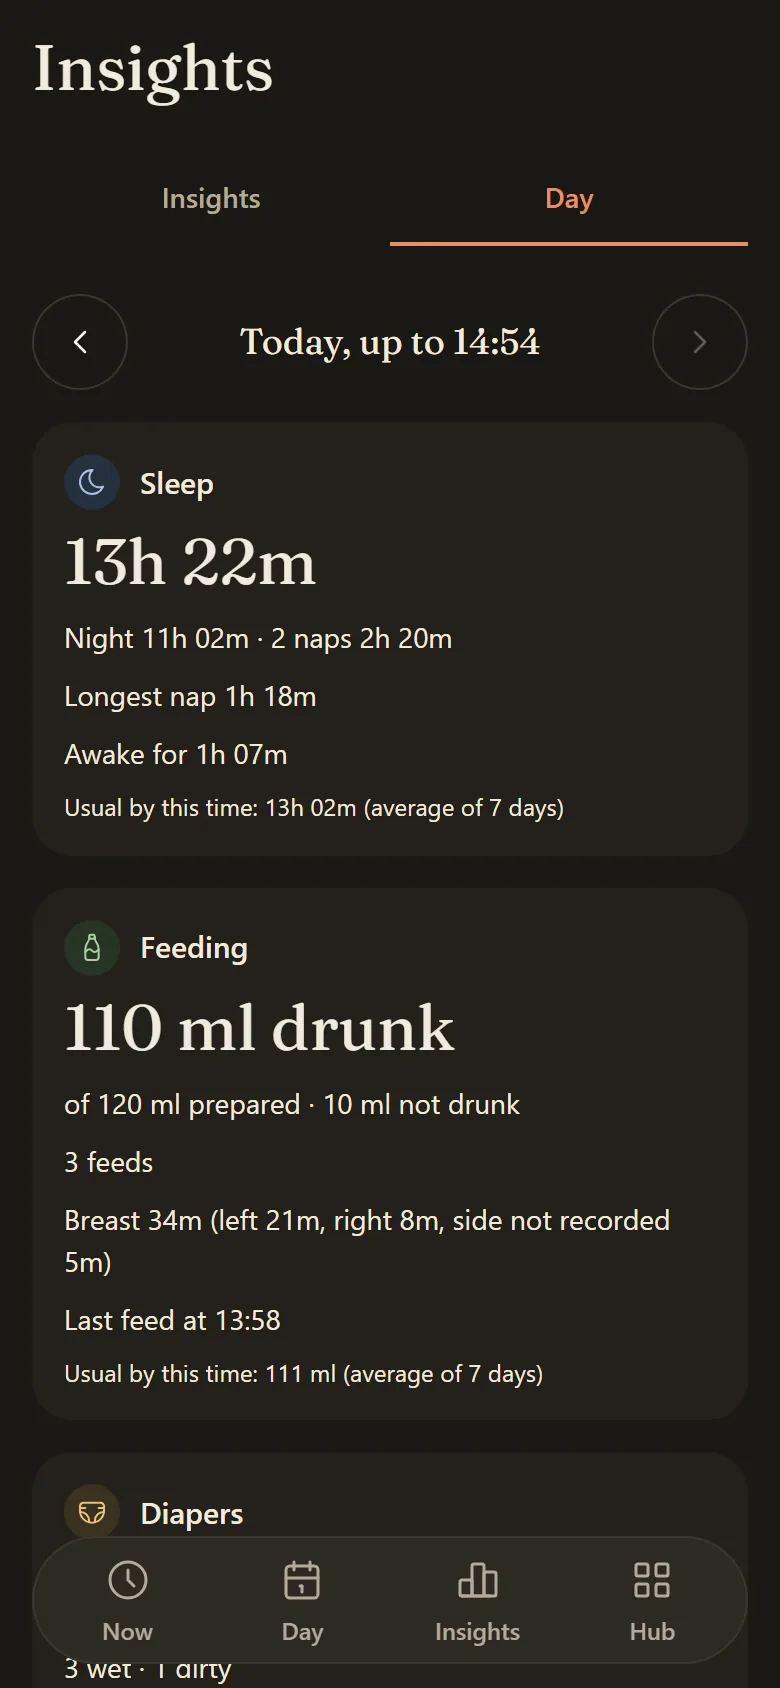 Insights
Insights
Day
Today, up to 14:54
Sleep
13h 22m
Night 11h 02m · 2 naps 2h 20m
Longest nap 1h 18m
Awake for 1h 07m
Usual by this time: 13h 02m (average of 7 days)
Feeding
110 ml drunk
of 120 ml prepared · 10 ml not drunk
3 feeds
Breast 34m (left 21m, right 8m, side not recorded
5m)
Last feed at 13:58
Usual by this time: 111 ml (average of 7 days)
Diapers
Now
Day
Insights
Hub
3 wet · 1 dirty